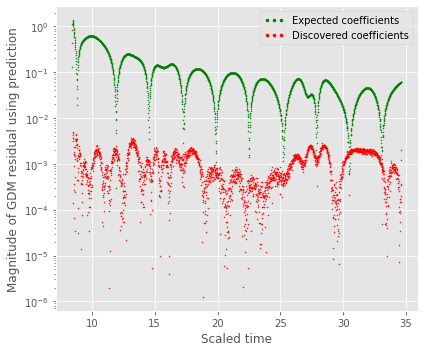 Expected coefficients
Discovered coefficients
Magnitude of GDM residual using prediction
10⁰
10⁻¹
10⁻²
10⁻³
10⁻⁴
10⁻⁵
10⁻⁶
10 15 20 25 30 35
Scaled time